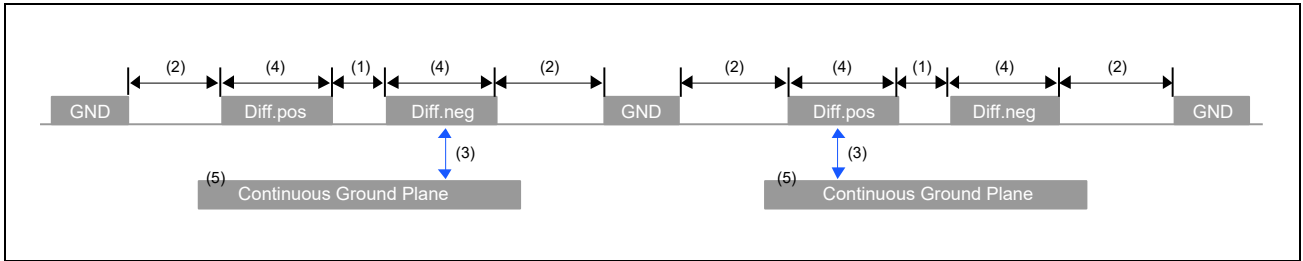 (2) (4) (1) (4) (2) (2) (4) (1) (4) (2)
GND Diff.pos Diff.neg GND Diff.pos Diff.neg GND
(3) (3)
(5) (5)
Continuous Ground Plane Continuous Ground Plane